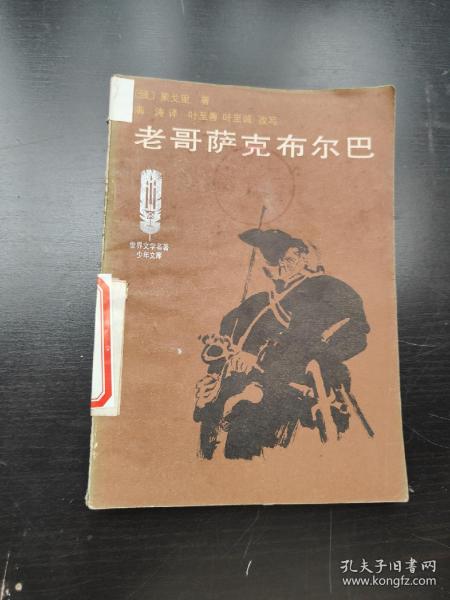 〔俄〕果戈里 著
涛 译 叶至善 叶至诚 改写
老哥萨克布尔巴
世界文学名著
少年文库
孔夫子旧书网
www.kongfz.com